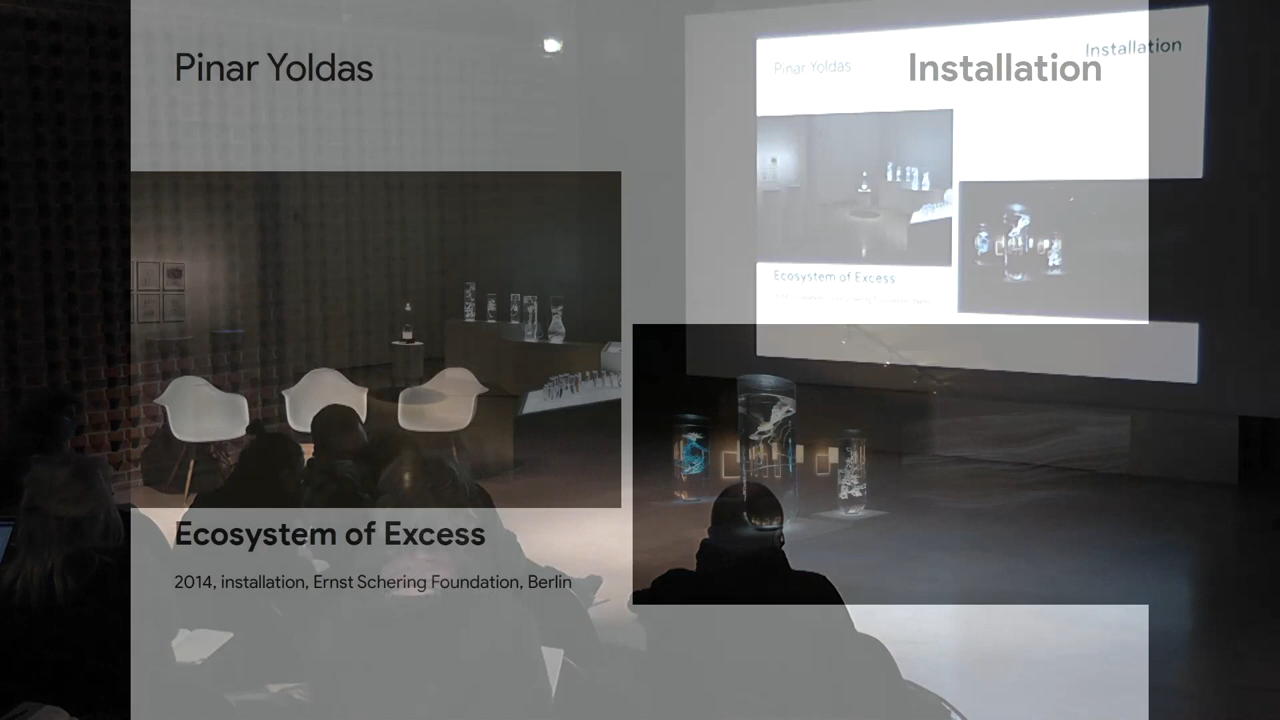 Pinar Yoldas
Installation
Ecosystem of Excess
2014, installation, Ernst Schering Foundation, Berlin
Installation
Pinar Yoldas
Ecosystem of Excess